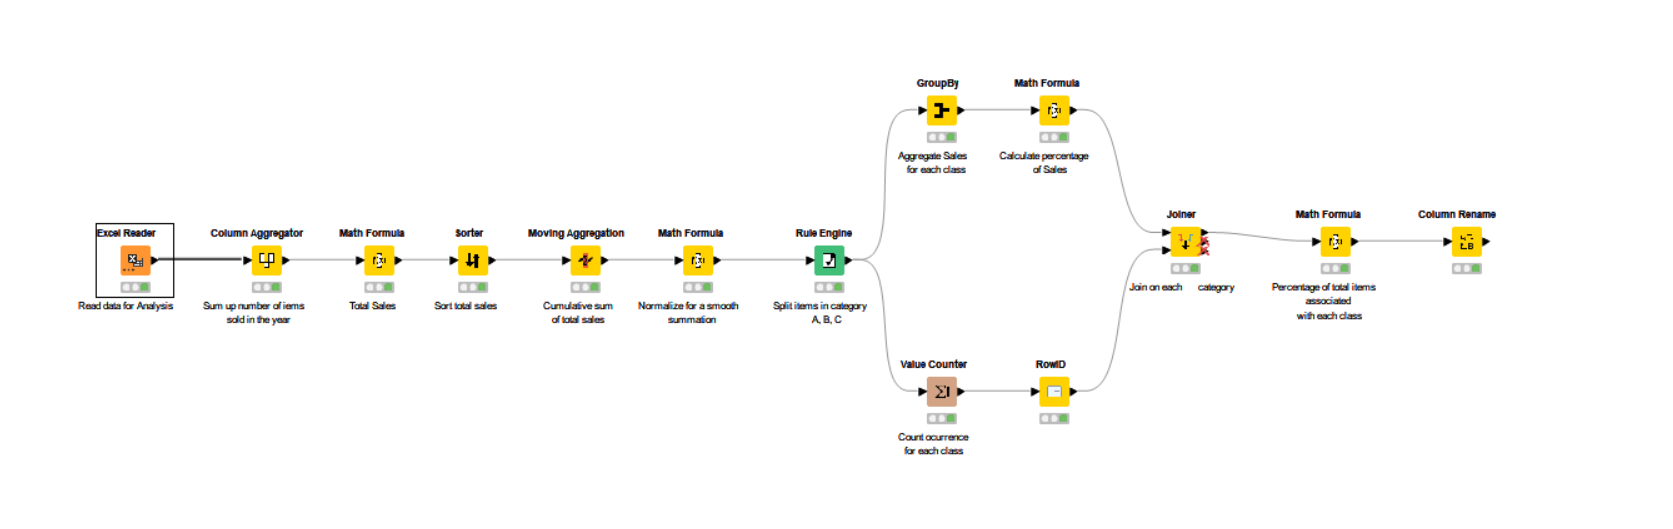 GroupBy
Math Formula
Aggregate Sales
for each class
Calculate percentage
of Sales
Excel Reader
Column Aggregator
Math Formula
Sorter
Moving Aggregation
Math Formula
Rule Engine
Read data for Analysis
Sum up number of iems
sold in the year
Total Sales
Sort total sales
Cumulative sum
of total sales
Normalize for a smooth
summation
Split items in category
A, B, C
Joiner
Math Formula
Column Rename
Join on each category
Percentage of total items
associated
with each class
Value Counter
RowID
Count ocurrence
for each class